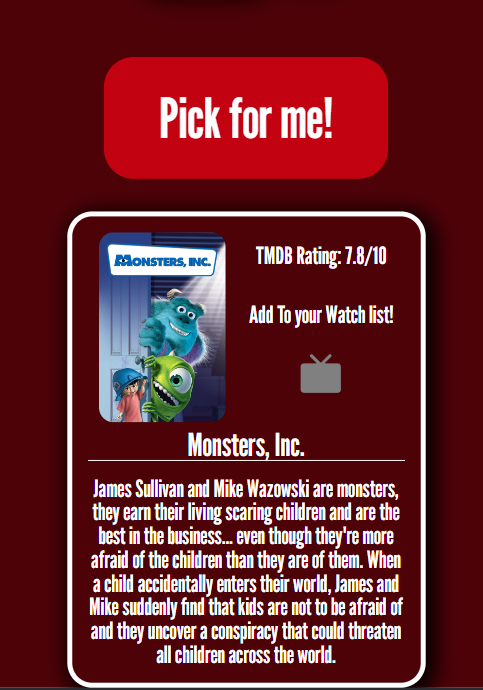 Pick for me!
MONSTERS, INC.
TMDB Rating: 7.8/10
Add To your Watch list!
Monsters, Inc.
James Sullivan and Mike Wazowski are monsters,
they earn their living scaring children and are the
best in the business... even though they're more
afraid of the children than they are of them. When
a child accidentally enters their world, James and
Mike suddenly find that kids are not to be afraid of
and they uncover a conspiracy that could threaten
all children across the world.